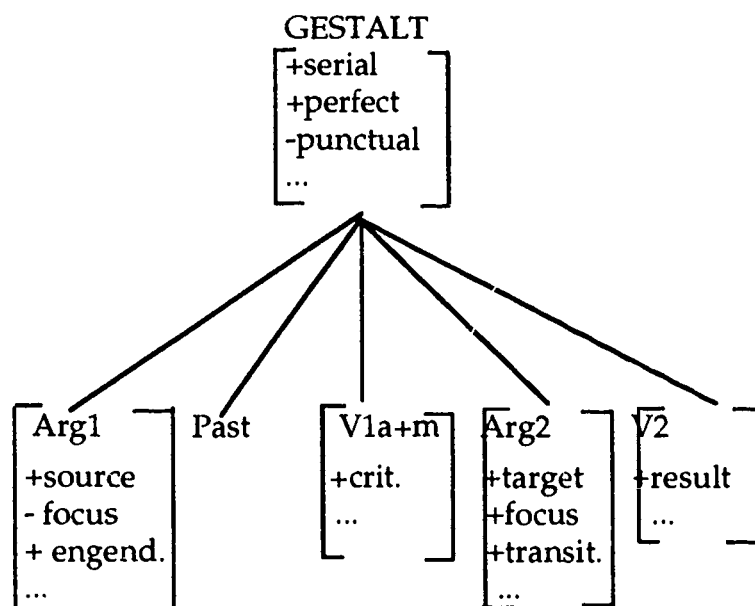 GESTALT
+serial
+perfect
-punctual
...
Arg1 Past V1a+m Arg2 V2
+source +crit. +target +result
- focus ... +focus ...
+ engend. +transit.
... ...